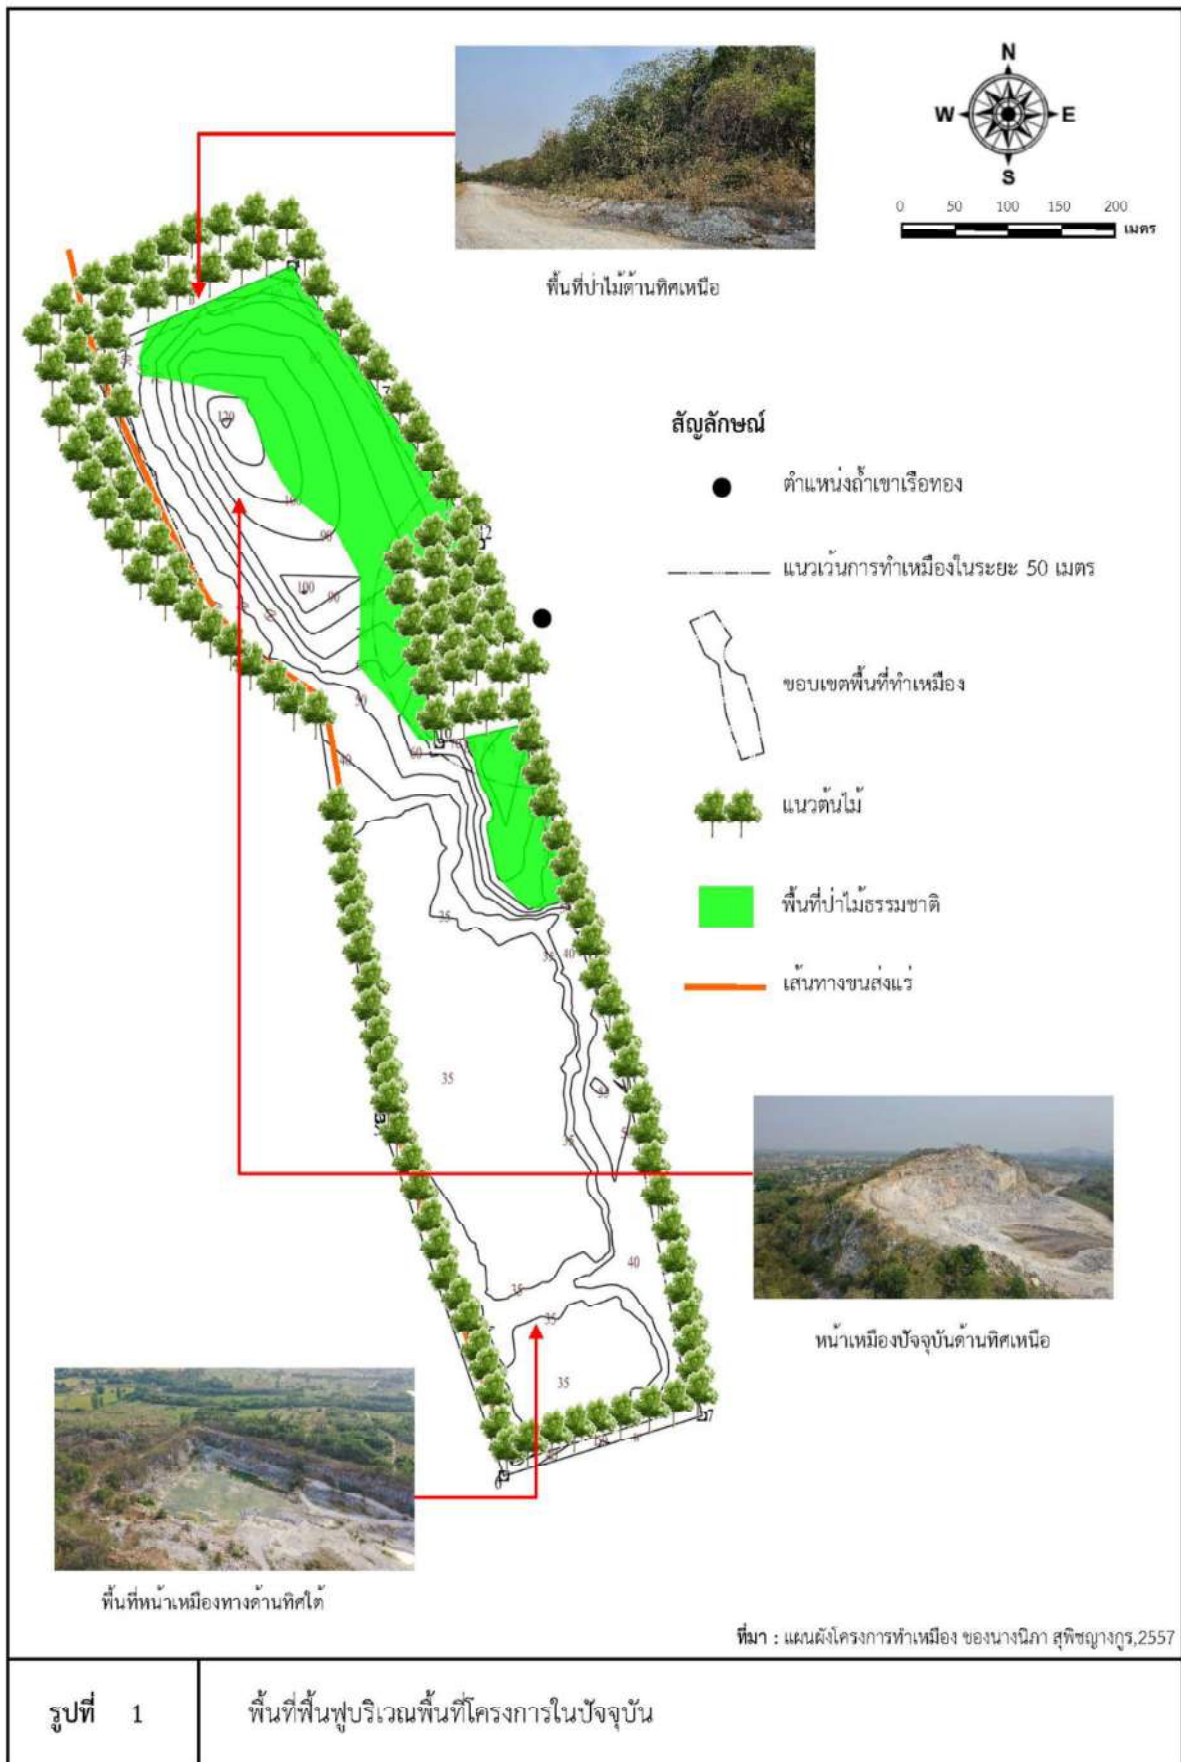 N
W E
S
0 50 100 150 200
เมตร
พื้นที่ป่าไม้ด้านทิศเหนือ
สัญลักษณ์
ตำแหน่งถ้ำเขาเรือทอง
แนวเว้นการทำเหมืองในระยะ 50 เมตร
ขอบเขตพื้นที่ทำเหมือง
แนวต้นไม้
พื้นที่ป่าไม้ธรรมชาติ
เส้นทางขนส่งแร่
120
100
90
12
100
90
50
10
60
40
35
35
40
35
35
40
35
35
35
7
6
หน้าเหมืองปัจจุบันด้านทิศเหนือ
พื้นที่หน้าเหมืองทางด้านทิศใต้
ที่มา : แผนผังโครงการทำเหมือง ของนางนิภา สุพิชญางกูร,2557
รูปที่ 1
พื้นที่ฟื้นฟูบริเวณพื้นที่โครงการในปัจจุบัน